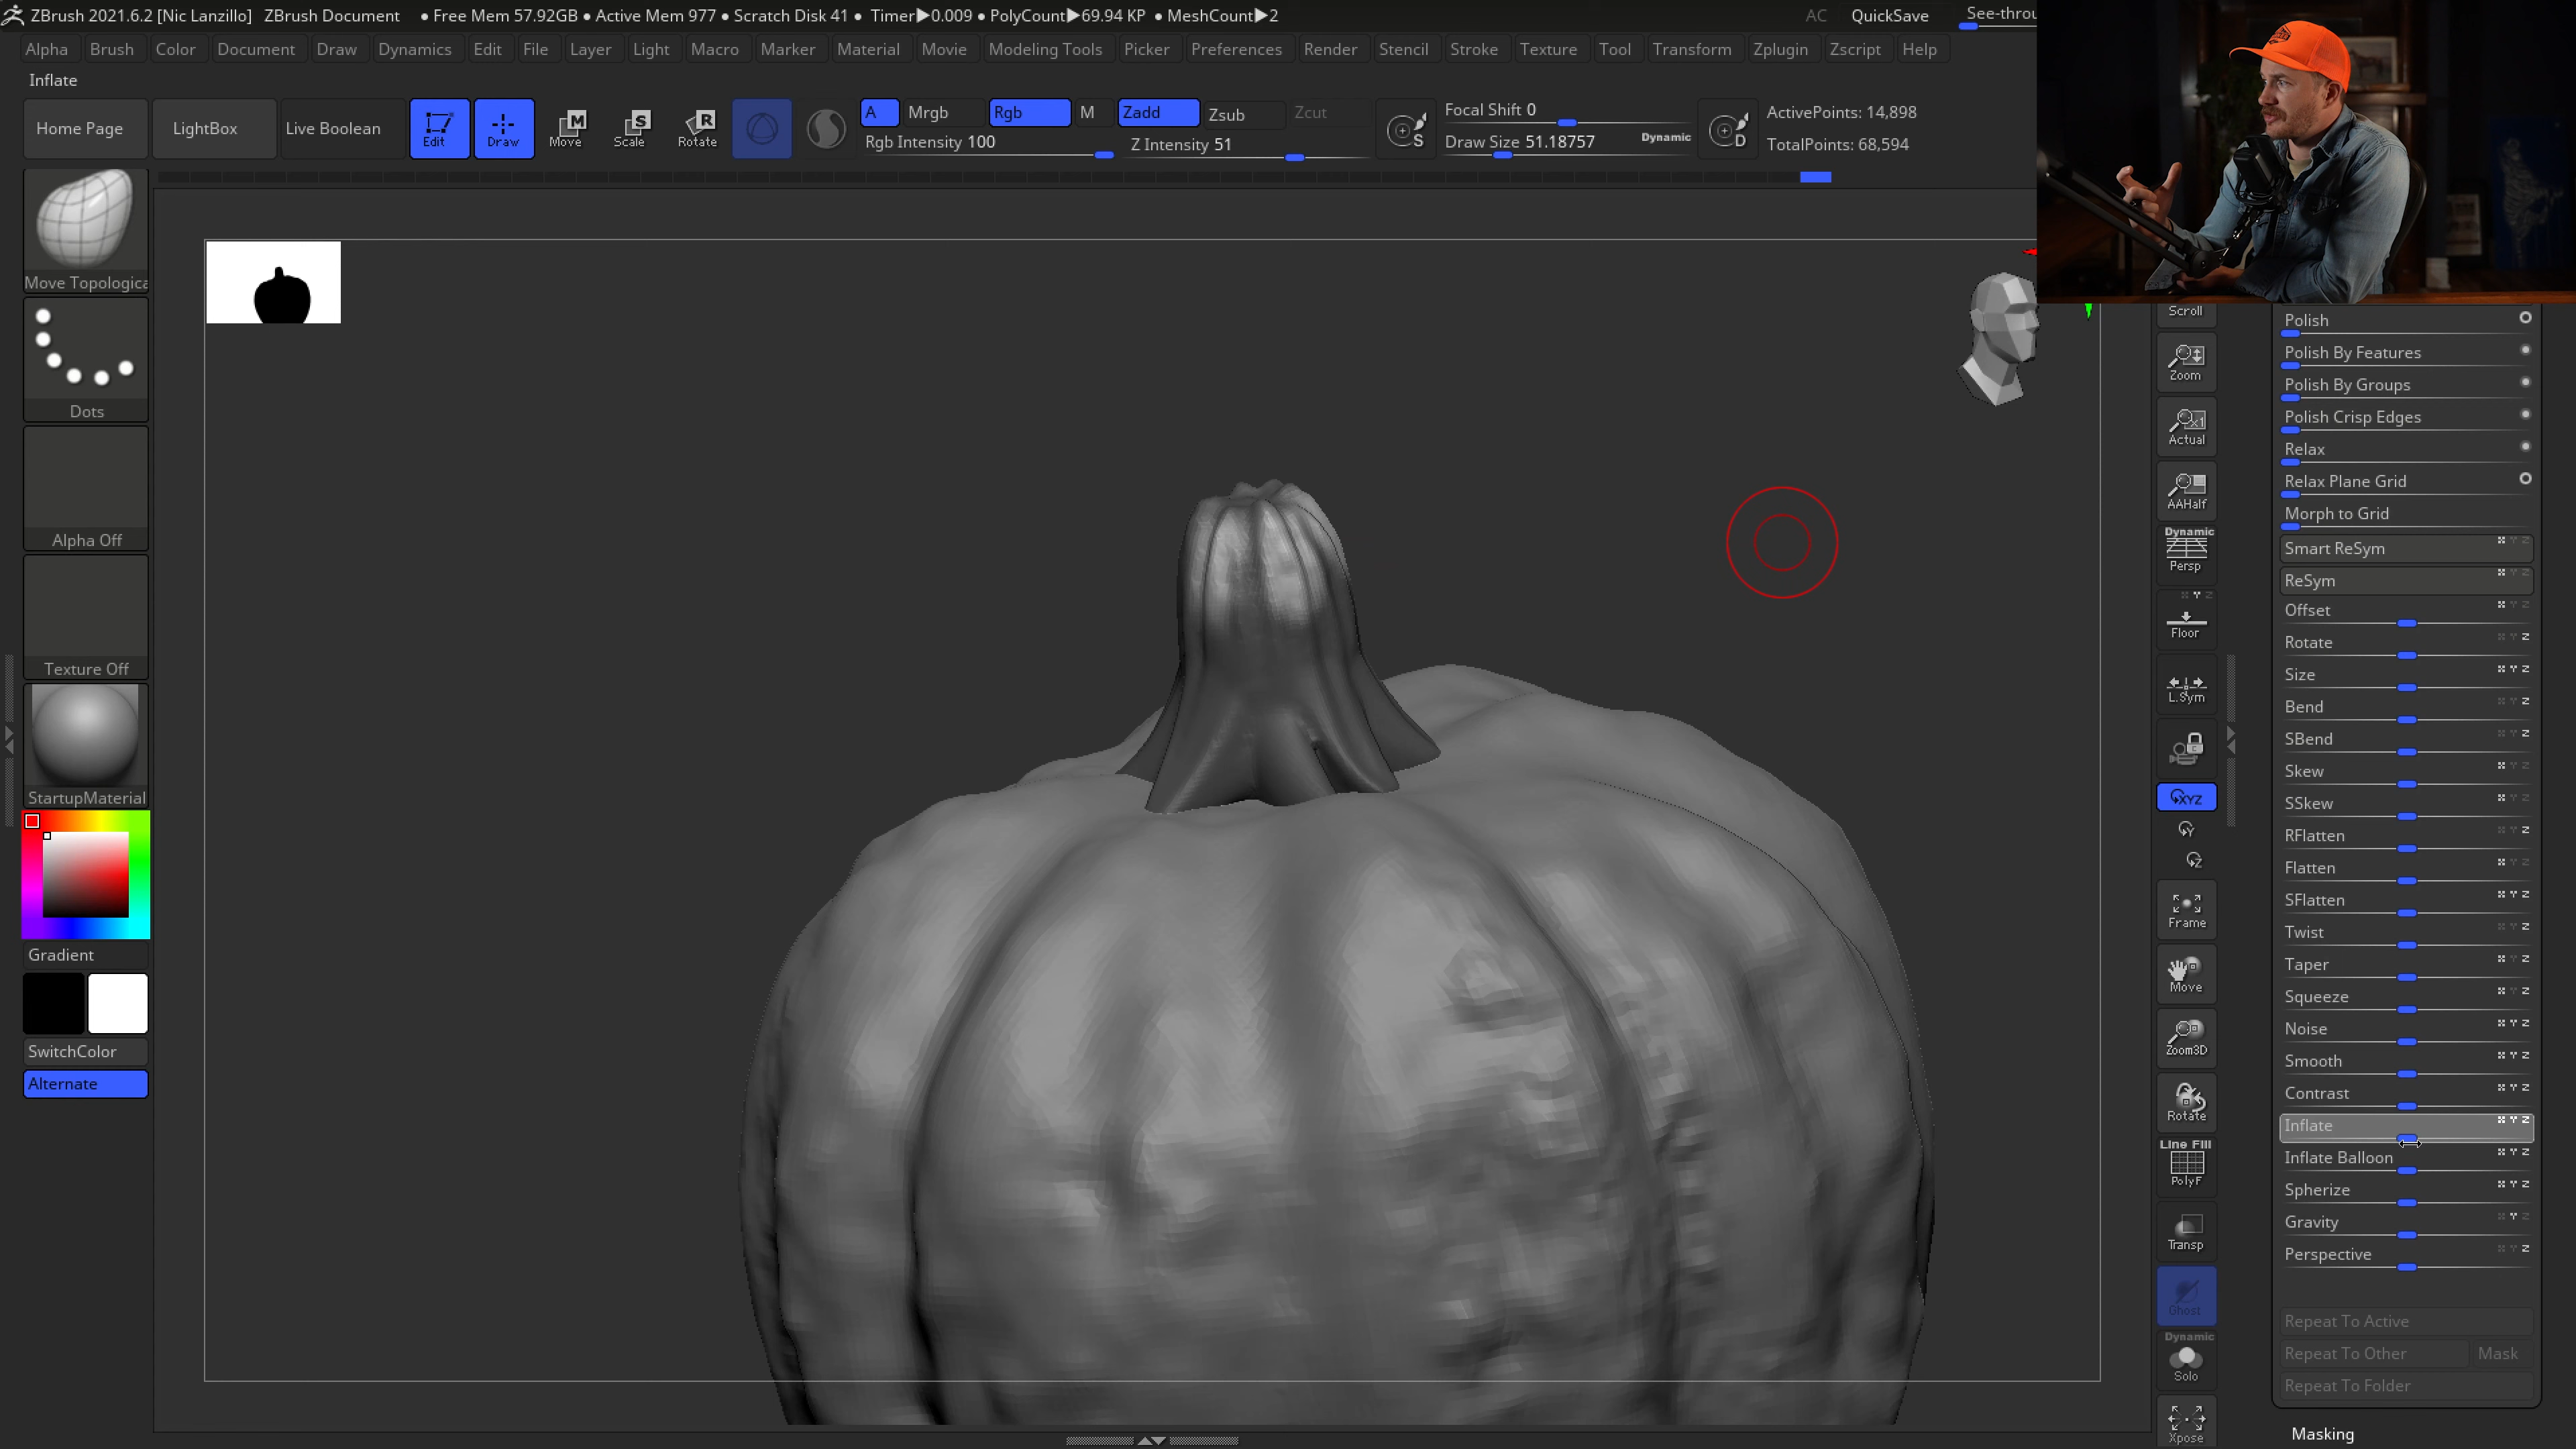 ZBrush 2021.6.2 [Nic Lanzillo] ZBrush Document ● Free Mem 57.92GB ● Active Mem 977 ● Scratch Disk 41 ● Timer▶0.009 ● PolyCount▶69.94 KP ● MeshCount▶2
AC QuickSave See-throu
Alpha Brush Color Document Draw Dynamics Edit File Layer Light Macro Marker Material Movie Modeling Tools Picker Preferences Render Stencil Stroke Texture Tool Transform Zplugin Zscript Help
Inflate
Home Page LightBox Live Boolean
Edit Draw
M Move
S Scale
R Rotate
A Mrgb Rgb M Zadd Zsub Zcut
Rgb Intensity 100 Z Intensity 51
S
Focal Shift 0
Draw Size 51.18757 Dynamic
D
ActivePoints: 14,898
TotalPoints: 68,594
Move Topologica
Dots
Alpha Off
Texture Off
StartupMaterial
Gradient
SwitchColor
Alternate
Scroll
Zoom
x1
Actual
AAHalf
Dynamic
Persp
Floor
L.Sym
XYZ
Y
Z
Frame
Move
Zoom3D
Rotate
Line Fill
PolyF
Transp
Ghost
Dynamic
Solo
Xpose
Polish
Polish By Features
Polish By Groups
Polish Crisp Edges
Relax
Relax Plane Grid
Morph to Grid
Smart ReSym
ReSym
Offset
Rotate
Size
Bend
SBend
Skew
SSkew
RFlatten
Flatten
SFlatten
Twist
Taper
Squeeze
Noise
Smooth
Contrast
Inflate
Inflate Balloon
Spherize
Gravity
Perspective
Repeat To Active
Repeat To Other Mask
Repeat To Folder
Masking